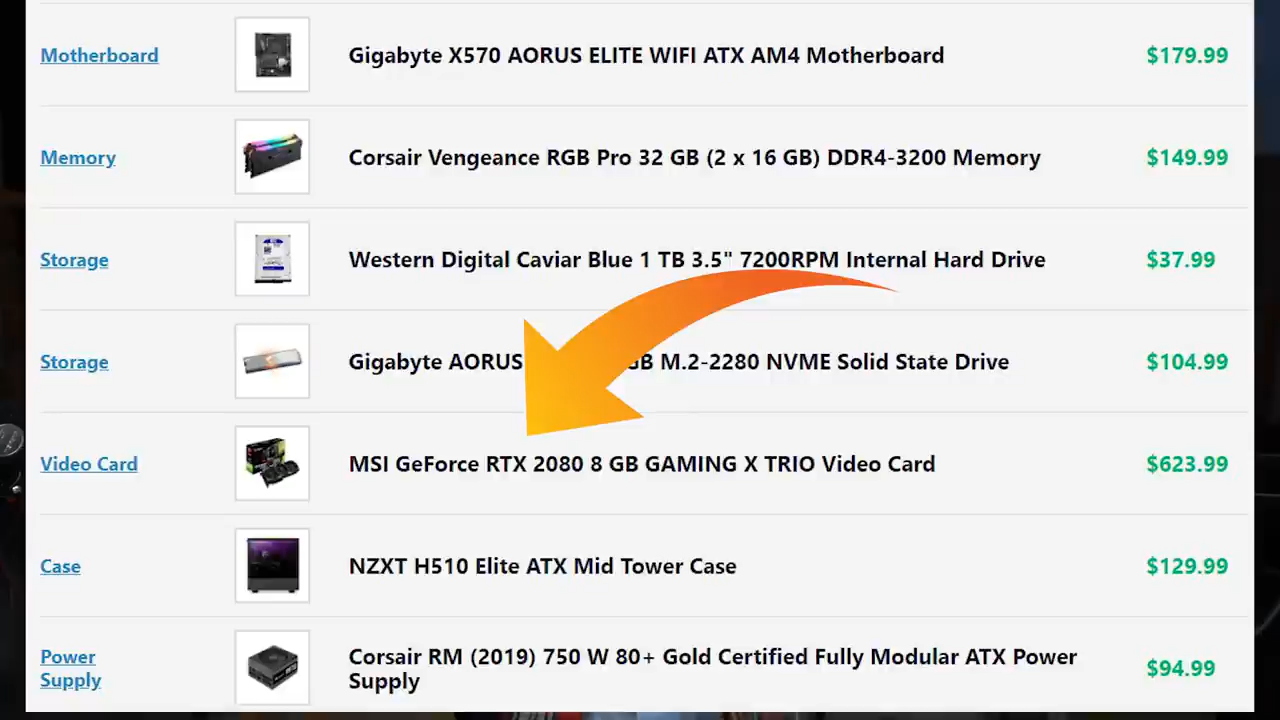 Motherboard
Gigabyte X570 AORUS ELITE WIFI ATX AM4 Motherboard
$179.99
Memory
Corsair Vengeance RGB Pro 32 GB (2 x 16 GB) DDR4-3200 Memory
$149.99
Storage
Western Digital Caviar Blue 1 TB 3.5" 7200RPM Internal Hard Drive
$37.99
Storage
Gigabyte AORUS M.2-2280 NVME Solid State Drive
$104.99
Video Card
MSI GeForce RTX 2080 8 GB GAMING X TRIO Video Card
$623.99
Case
NZXT H510 Elite ATX Mid Tower Case
$129.99
Power
Supply
Corsair RM (2019) 750 W 80+ Gold Certified Fully Modular ATX Power
Supply
$94.99